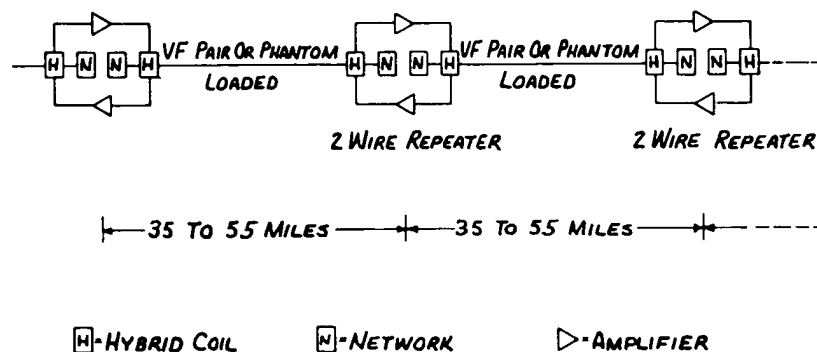 H N N H VF PAIR OR PHANTOM H N N H VF PAIR OR PHANTOM H N N H
LOADED LOADED
2 WIRE REPEATER 2 WIRE REPEATER
35 TO 55 MILES 35 TO 55 MILES
H-HYBRID COIL N-NETWORK -AMPLIFIER